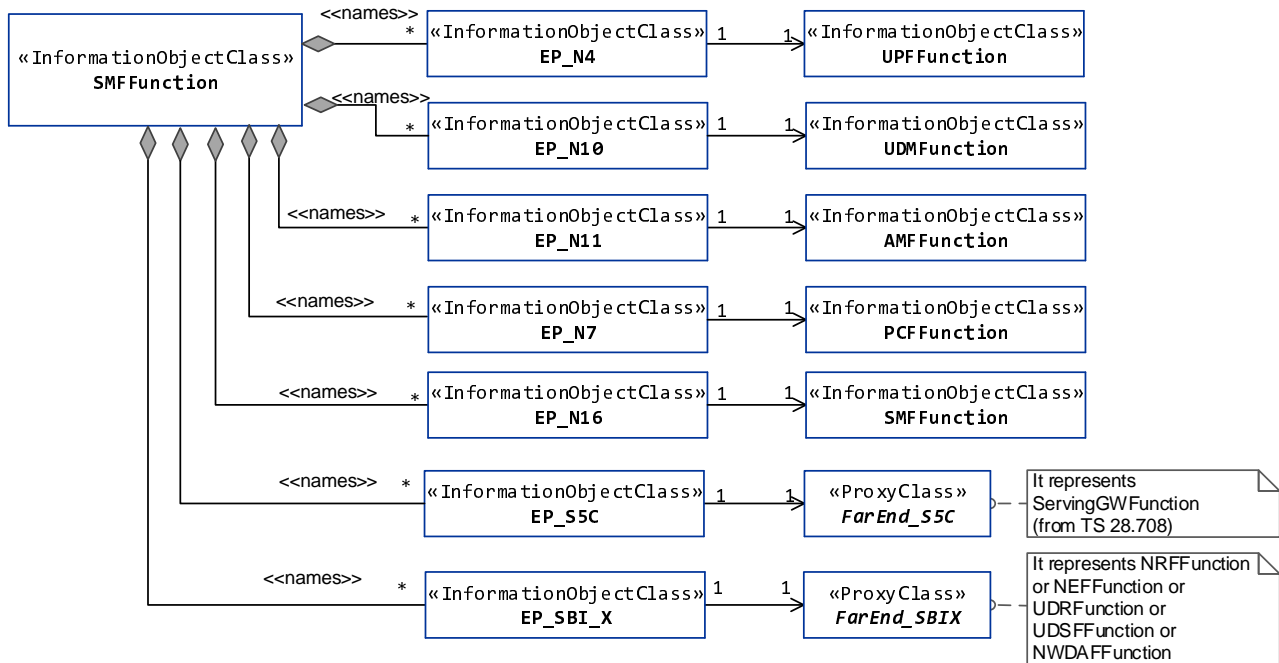 «InformationObjectClass»
SMFFunction
<<names>>
*
«InformationObjectClass»
EP_N4
1
1
«InformationObjectClass»
UPFFunction
<<names>>
*
«InformationObjectClass»
EP_N10
1
1
«InformationObjectClass»
UDMFunction
<<names>>
*
«InformationObjectClass»
EP_N11
1
1
«InformationObjectClass»
AMFFunction
<<names>>
*
«InformationObjectClass»
EP_N7
1
1
«InformationObjectClass»
PCFFunction
<<names>>
*
«InformationObjectClass»
EP_N16
1
1
«InformationObjectClass»
SMFFunction
<<names>>
*
«InformationObjectClass»
EP_S5C
1
1
«ProxyClass»
FarEnd_S5C
It represents
ServingGWFunction
(from TS 28.708)
<<names>>
*
«InformationObjectClass»
EP_SBI_X
1
1
«ProxyClass»
FarEnd_SBIX
It represents NRFFunction
or NEFFunction or
UDRFunction or
UDSFFunction or
NWDAFFunction